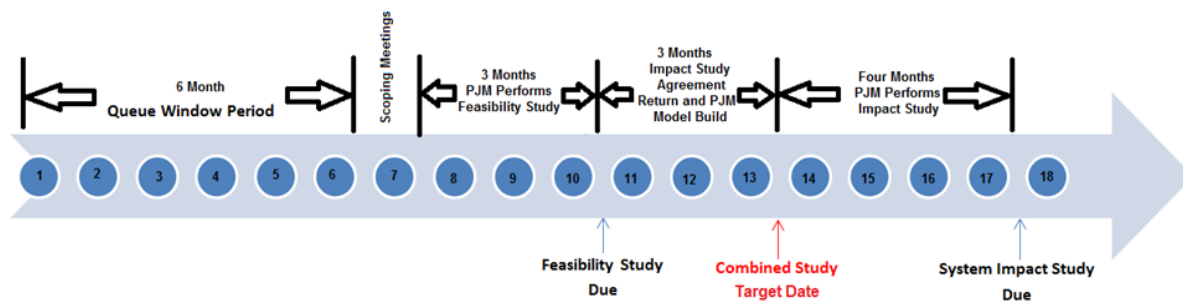 6 Month
Queue Window Period
Scoping Meetings
3 Months
PJM Performs
Feasibility Study
3 Months
Impact Study
Agreement
Return and PJM
Model Build
Four Months
PJM Performs
Impact Study
1 2 3 4 5 6 7 8 9 10 11 12 13 14 15 16 17 18
Feasibility Study
Due
Combined Study
Target Date
System Impact Study
Due